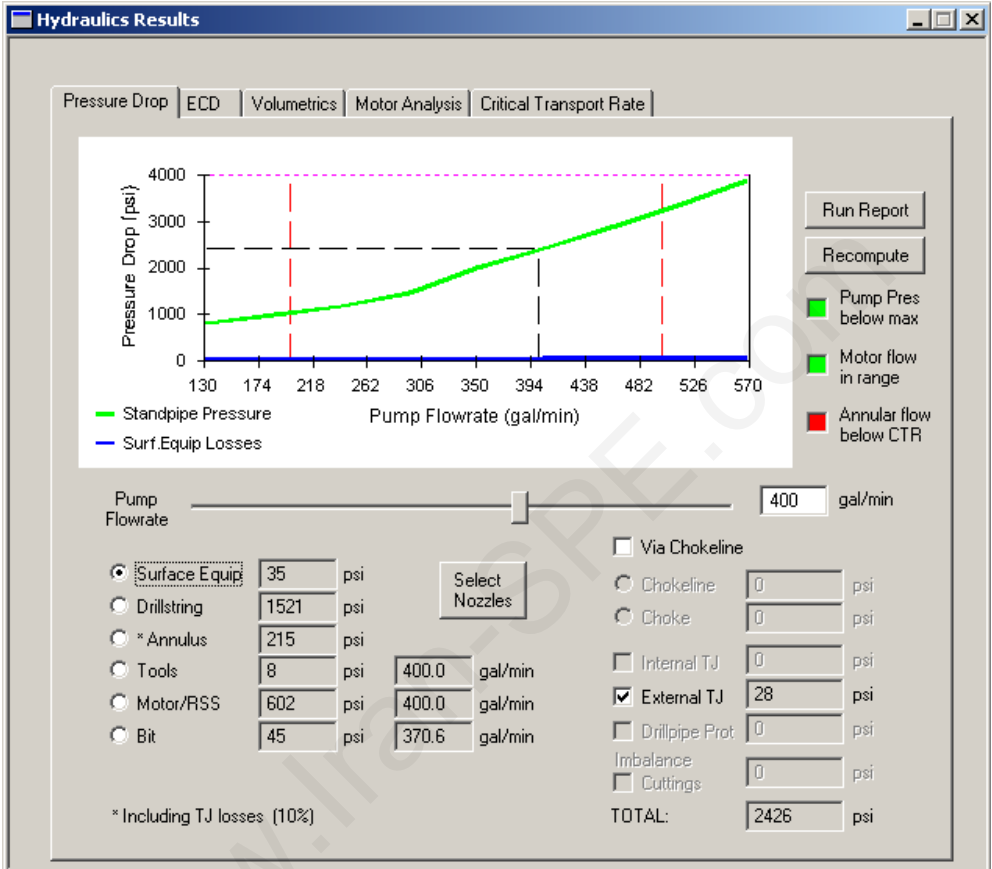 Hydraulics Results
Pressure Drop ECD Volumetrics Motor Analysis Critical Transport Rate
Pressure Drop (psi)
4000
3000
2000
1000
0
130 174 218 262 306 350 394 438 482 526 570
Pump Flowrate (gal/min)
Standpipe Pressure
Surf.Equip Losses
Run Report
Recompute
Pump Pres
below max
Motor flow
in range
Annular flow
below CTR
Pump
Flowrate
400 gal/min
Surface Equip 35 psi
Drillstring 1521 psi
* Annulus 215 psi
Tools 8 psi 400.0 gal/min
Motor/RSS 602 psi 400.0 gal/min
Bit 45 psi 370.6 gal/min
Select
Nozzles
* Including TJ losses (10%)
Via Chokeline
Chokeline 0 psi
Choke 0 psi
Internal TJ 0 psi
External TJ 28 psi
Drillpipe Prot 0 psi
Imbalance
Cuttings 0 psi
TOTAL: 2426 psi
www.Iran-SPE.com